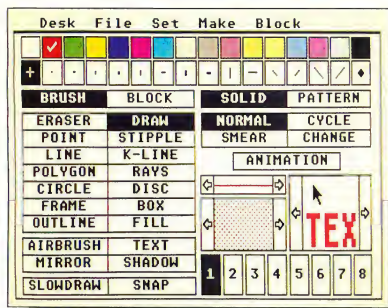 Desk File Set Make Block
BRUSH BLOCK SOLID PATTERN
ERASER DRAW NORMAL CYCLE
POINT STIPPLE SMEAR CHANGE
LINE K-LINE ANIMATION
POLYGON RAYS
CIRCLE DISC
FRAME BOX
OUTLINE FILL TEX
AIRBRUSH TEXT
MIRROR SHADOW
SLOWDRAW SNAP
1 2 3 4 5 6 7 8